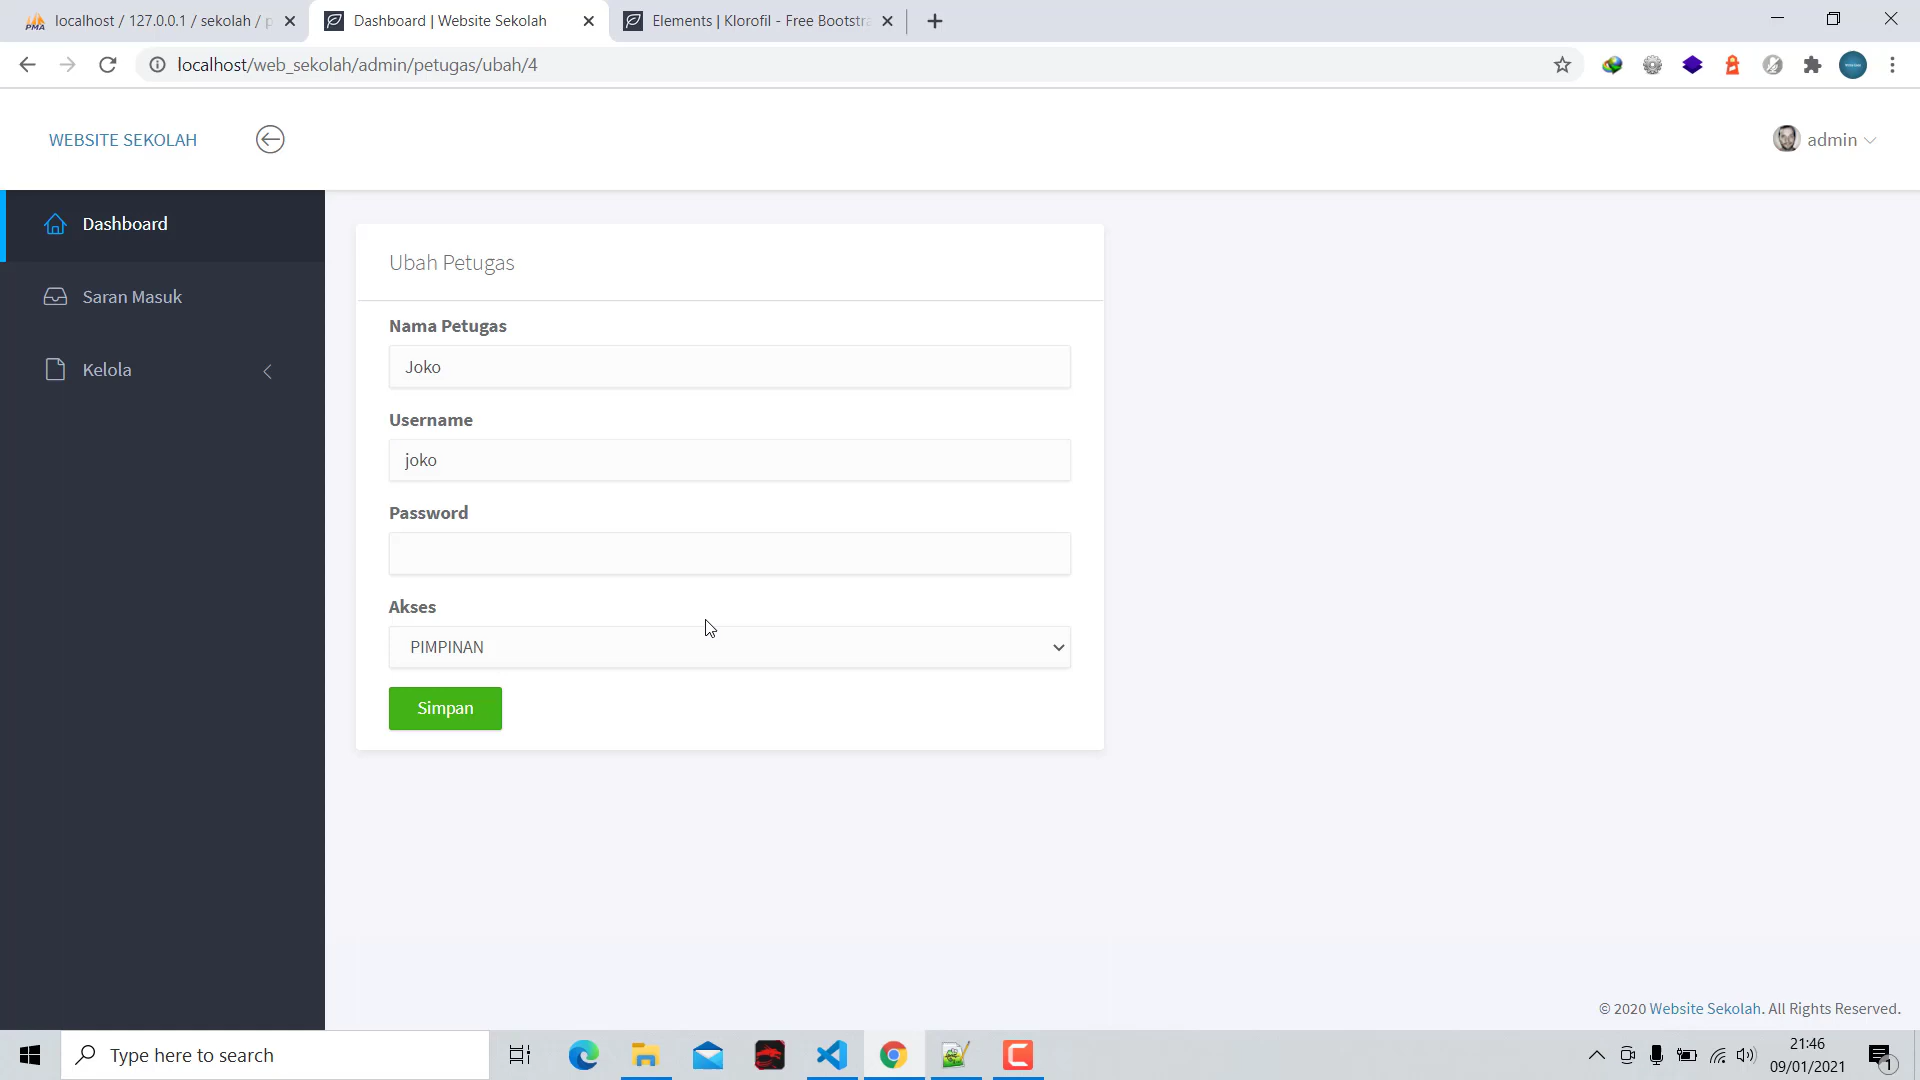 localhost / 127.0.0.1 / sekolah / p
Dashboard | Website Sekolah
Elements | Klorofil - Free Bootstra
localhost/web_sekolah/admin/petugas/ubah/4
WEBSITE SEKOLAH
admin
Dashboard
Saran Masuk
Kelola
Ubah Petugas
Nama Petugas
Joko
Username
joko
Password
Akses
PIMPINAN
Simpan
© 2020 Website Sekolah. All Rights Reserved.
Type here to search
21:46
09/01/2021
1